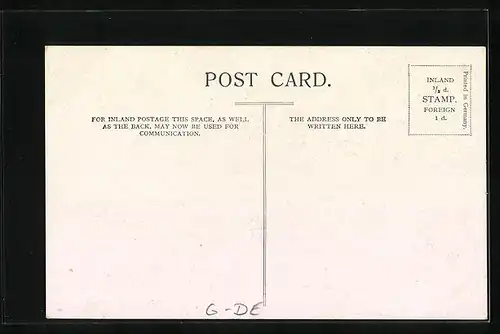 POST CARD.
FOR INLAND POSTAGE THIS SPACE, AS WELL
AS THE BACK, MAY NOW BE USED FOR
COMMUNICATION.
THE ADDRESS ONLY TO BE
WRITTEN HERE.
INLAND
½ d.
STAMP.
FOREIGN
1 d.
Printed in Germany.
G-DE